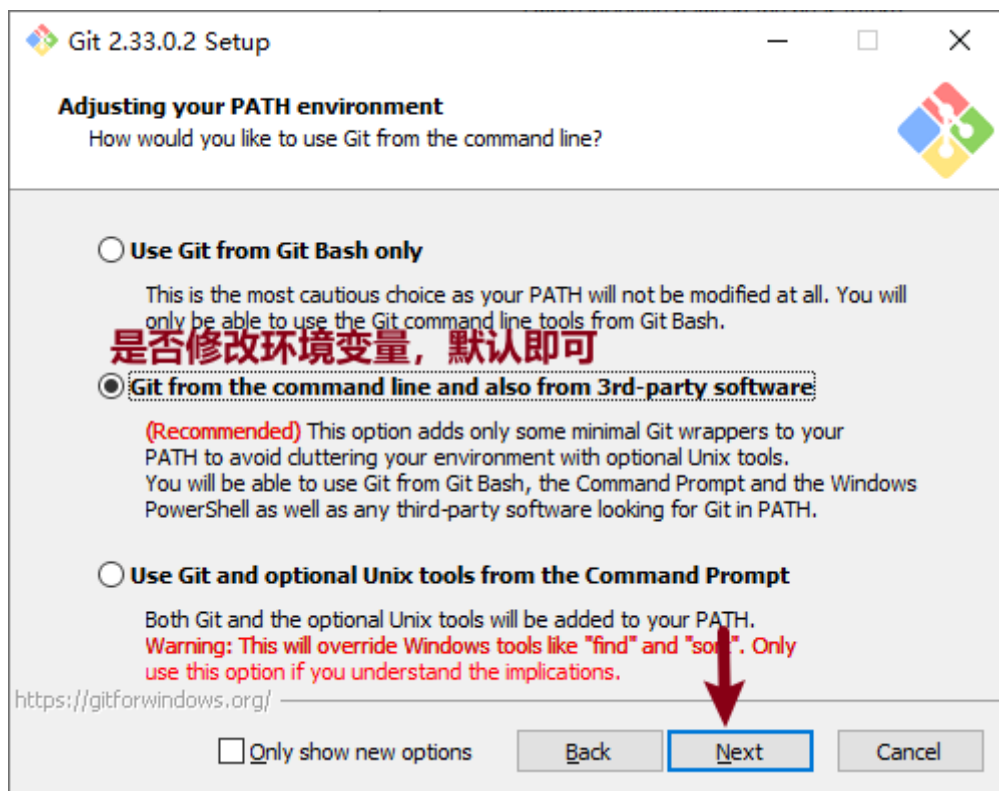 Git 2.33.0.2 Setup
Adjusting your PATH environment
How would you like to use Git from the command line?
Use Git from Git Bash only
This is the most cautious choice as your PATH will not be modified at all. You will
only be able to use the Git command line tools from Git Bash.
是否修改环境变量，默认即可
Git from the command line and also from 3rd-party software
(Recommended) This option adds only some minimal Git wrappers to your
PATH to avoid cluttering your environment with optional Unix tools.
You will be able to use Git from Git Bash, the Command Prompt and the Windows
PowerShell as well as any third-party software looking for Git in PATH.
Use Git and optional Unix tools from the Command Prompt
Both Git and the optional Unix tools will be added to your PATH.
Warning: This will override Windows tools like "find" and "sort". Only
use this option if you understand the implications.
https://gitforwindows.org/
Only show new options
Back
Next
Cancel